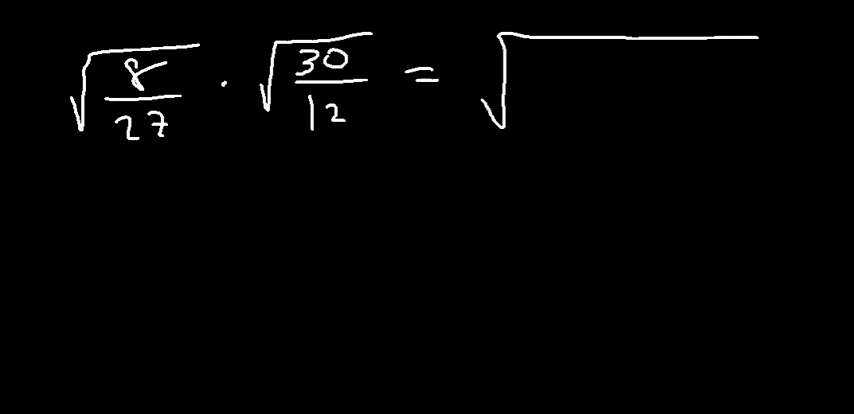 √(8/27) · √(30/12) = √